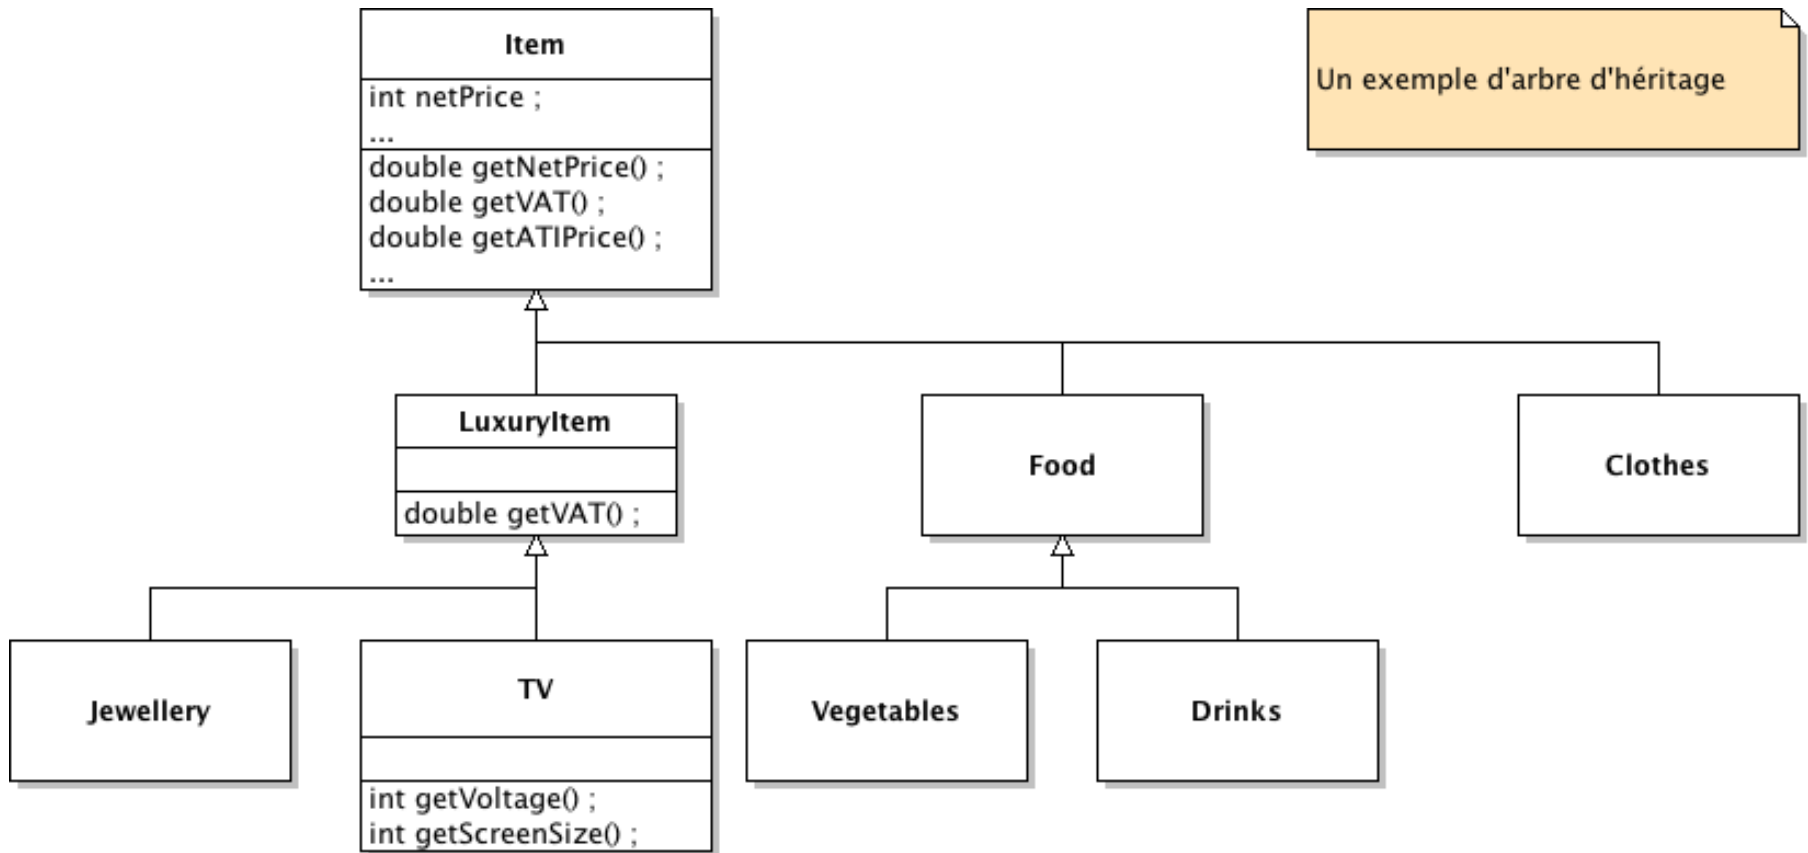 Item
int netPrice ;
...
double getNetPrice() ;
double getVAT() ;
double getATIPrice() ;
...
Un exemple d'arbre d'héritage
LuxuryItem
double getVAT() ;
Food
Clothes
Jewellery
TV
int getVoltage() ;
int getScreenSize() ;
Vegetables
Drinks